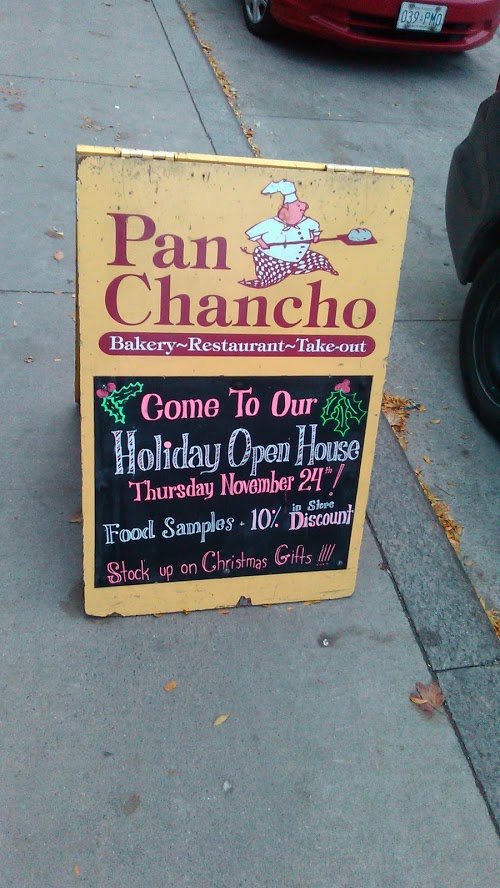 039 PMO
Pan
Chancho
Bakery~Restaurant~Take-out
Come To Our
Holiday Open House
Thursday November 24th!
Food Samples - 10% in Store Discount
Stock up on Christmas Gifts !!!!